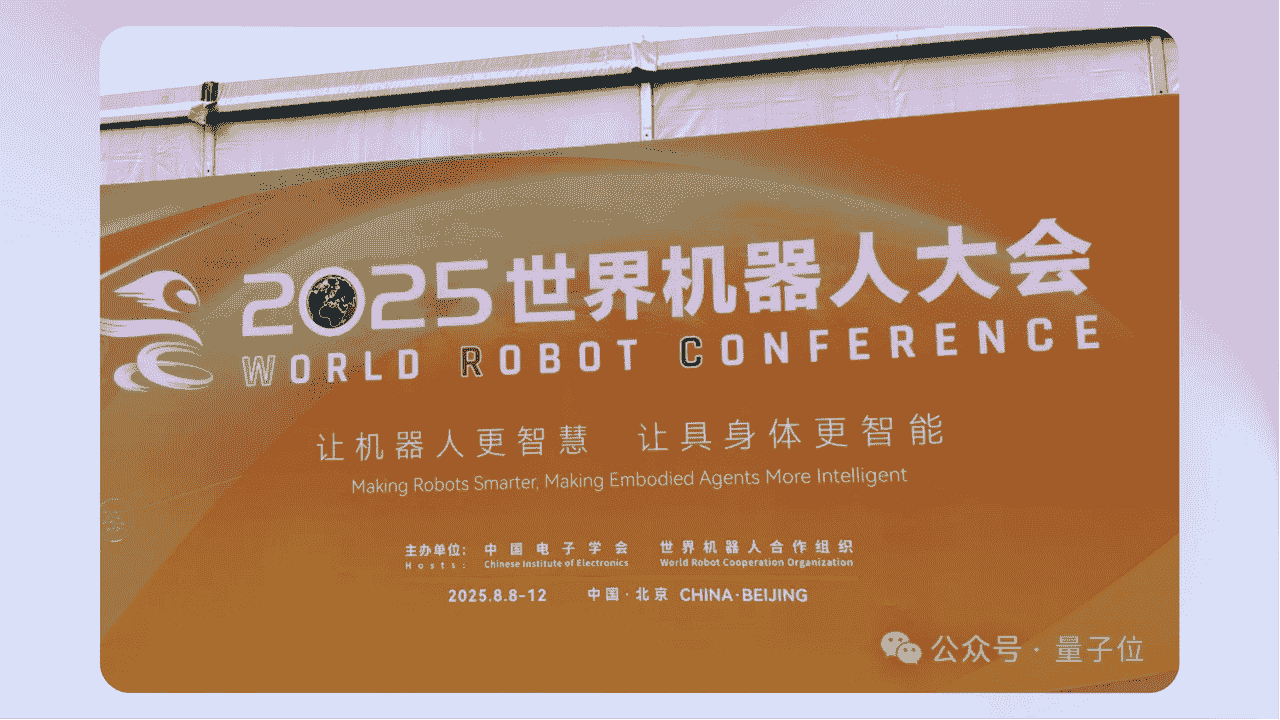 2025世界机器人大会
WORLD ROBOT CONFERENCE
让机器人更智慧 让具身体更智能
Making Robots Smarter, Making Embodied Agents More Intelligent
主办单位: 中国电子学会 世界机器人合作组织
Hosts: Chinese Institute of Electronics World Robot Cooperation Organization
2025.8.8-12 中国·北京 CHINA·BEIJING
公众号·量子位